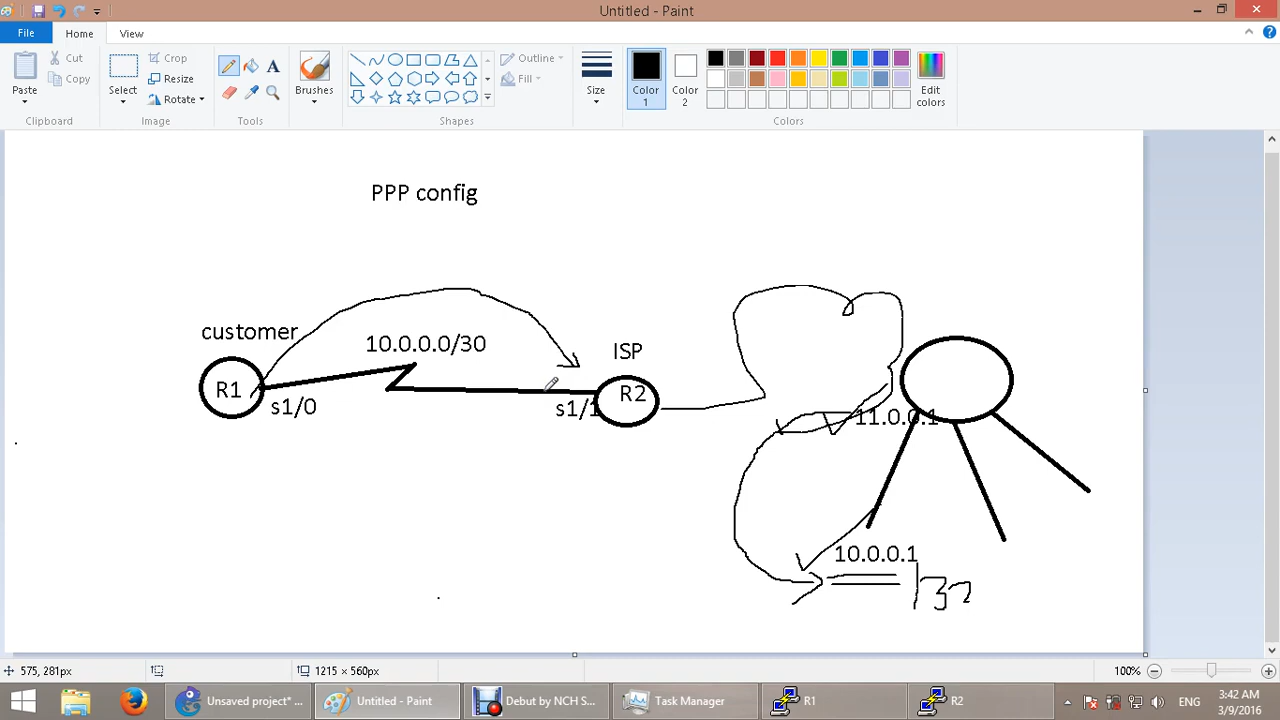 Untitled - Paint
File
Home
View
Paste
Cut
Copy
Clipboard
Select
Crop
Resize
Rotate
Image
A
Tools
Brushes
Outline
Fill
Shapes
Size
Color 1
Color 2
Edit colors
Colors
PPP config
customer
10.0.0.0/30
ISP
R1
R2
s1/0
s1/1
11.0.0.1
10.0.0.1
/32
575, 281px
1215 × 560px
100%
Unsaved project* ...
Untitled - Paint
Debut by NCH S...
Task Manager
R1
R2
3:42 AM
3/9/2016